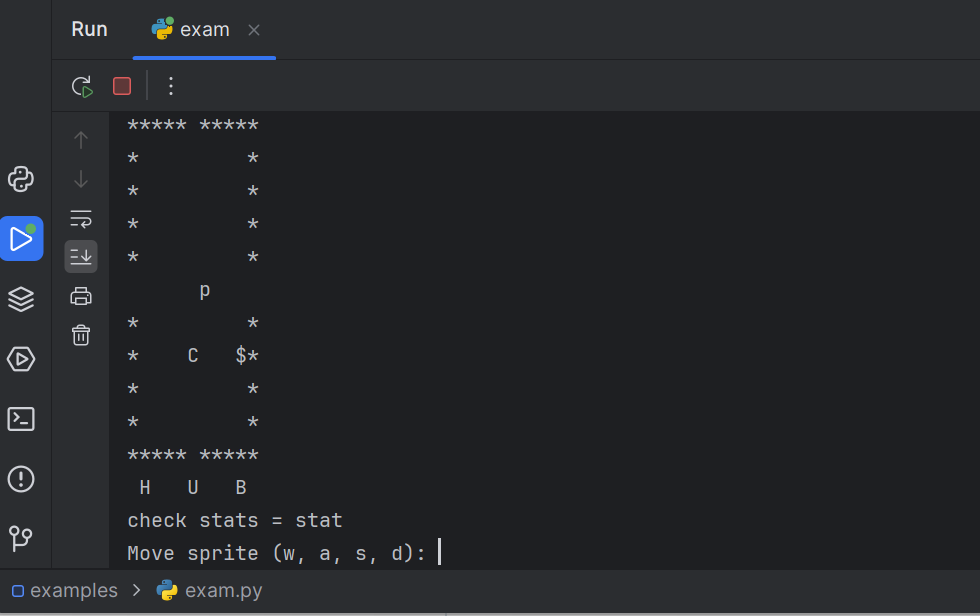 Run exam
***** *****
*         *
*         *
*         *
*         *
      p
*         *
*    C   $*
*         *
*         *
***** *****
 H   U   B
check stats = stat
Move sprite (w, a, s, d):
examples > exam.py